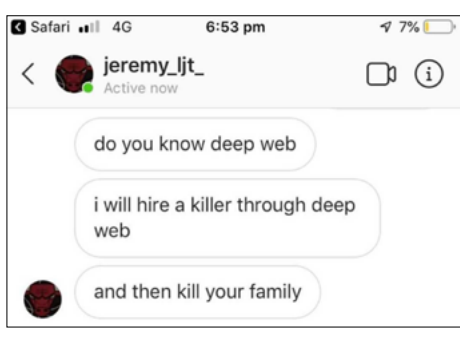 Safari 4G 6:53 pm 7%
jeremy_ljt_
Active now
do you know deep web
i will hire a killer through deep
web
and then kill your family